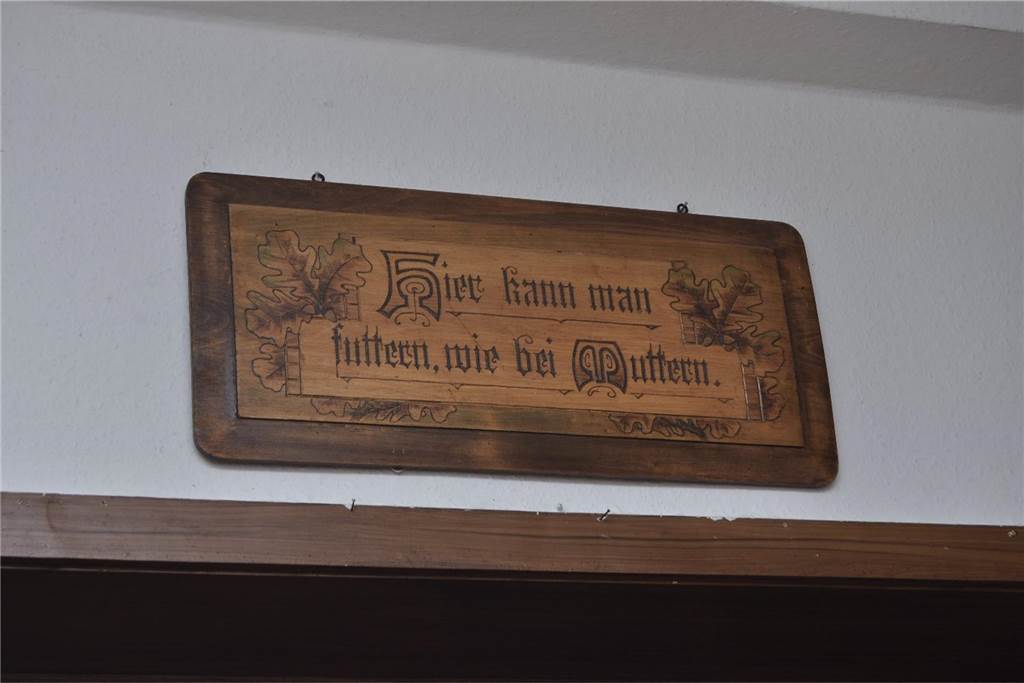 Hier kann man
futtern, wie bei Muttern.